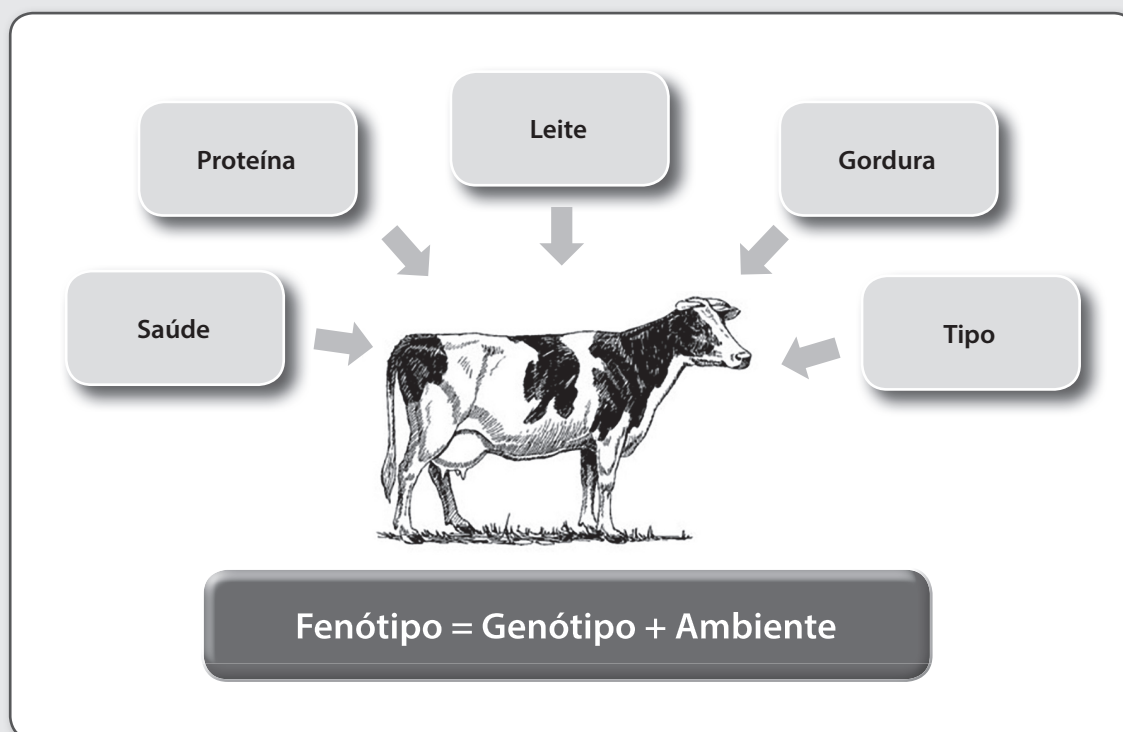 Leite
Proteína
Gordura
Saúde
Tipo
Fenótipo = Genótipo + Ambiente